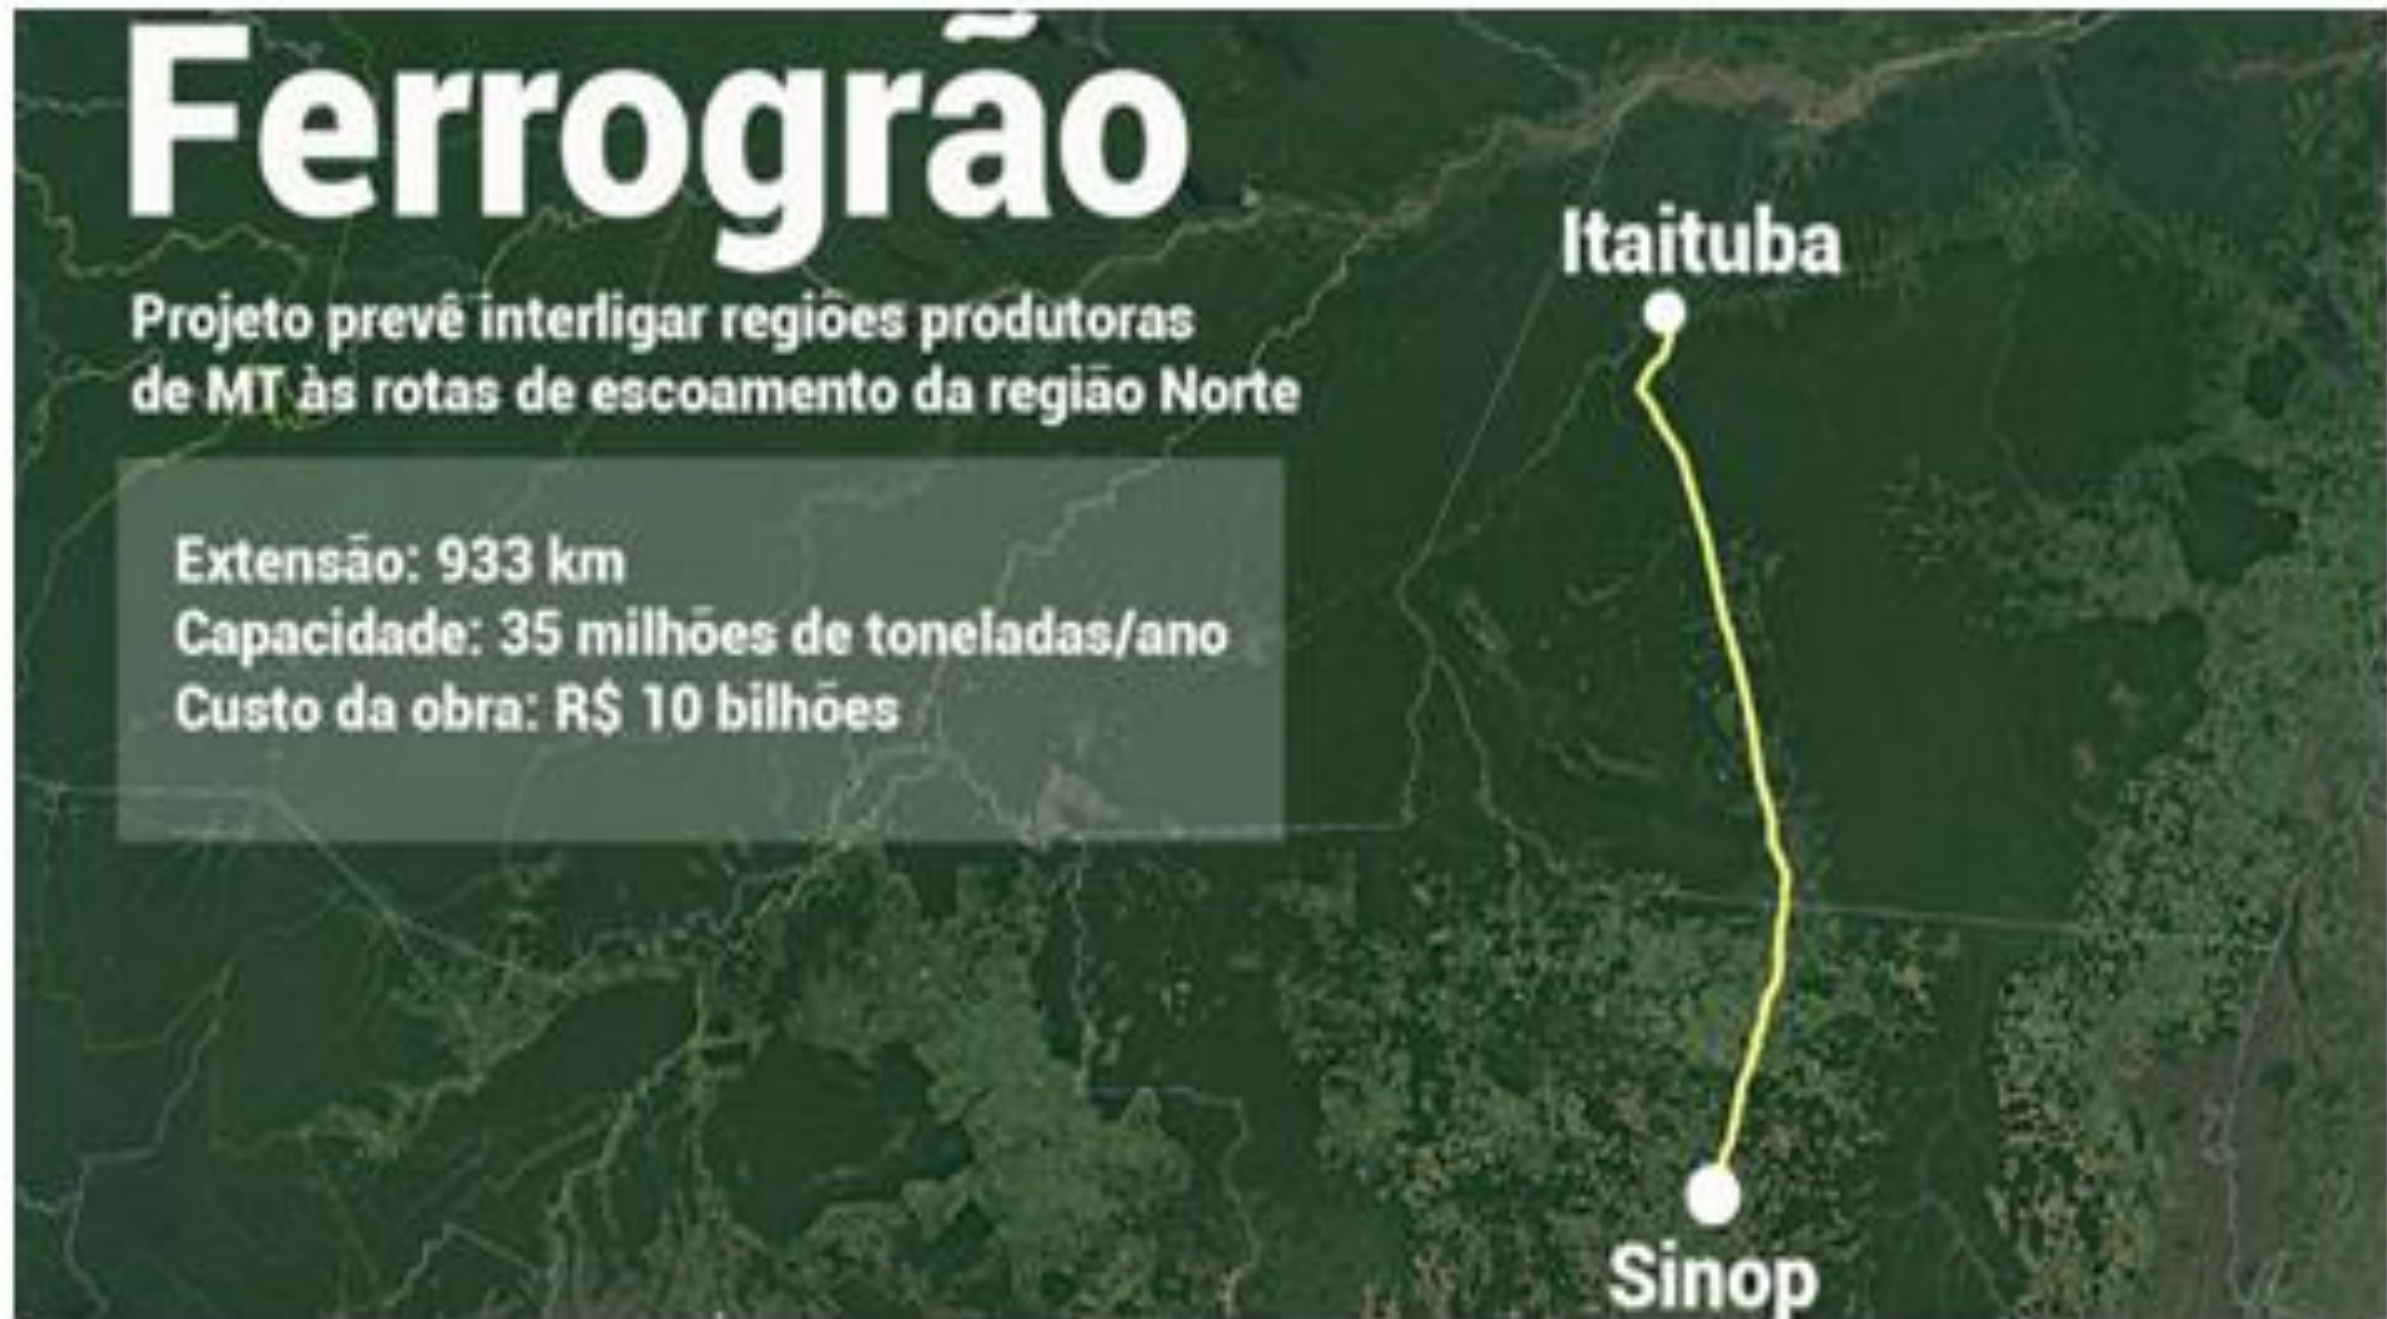 Ferrogrão
Projeto prevê interligar regiões produtoras
de MT às rotas de escoamento da região Norte
Extensão: 933 km
Capacidade: 35 milhões de toneladas/ano
Custo da obra: R$ 10 bilhões
Itaituba
Sinop